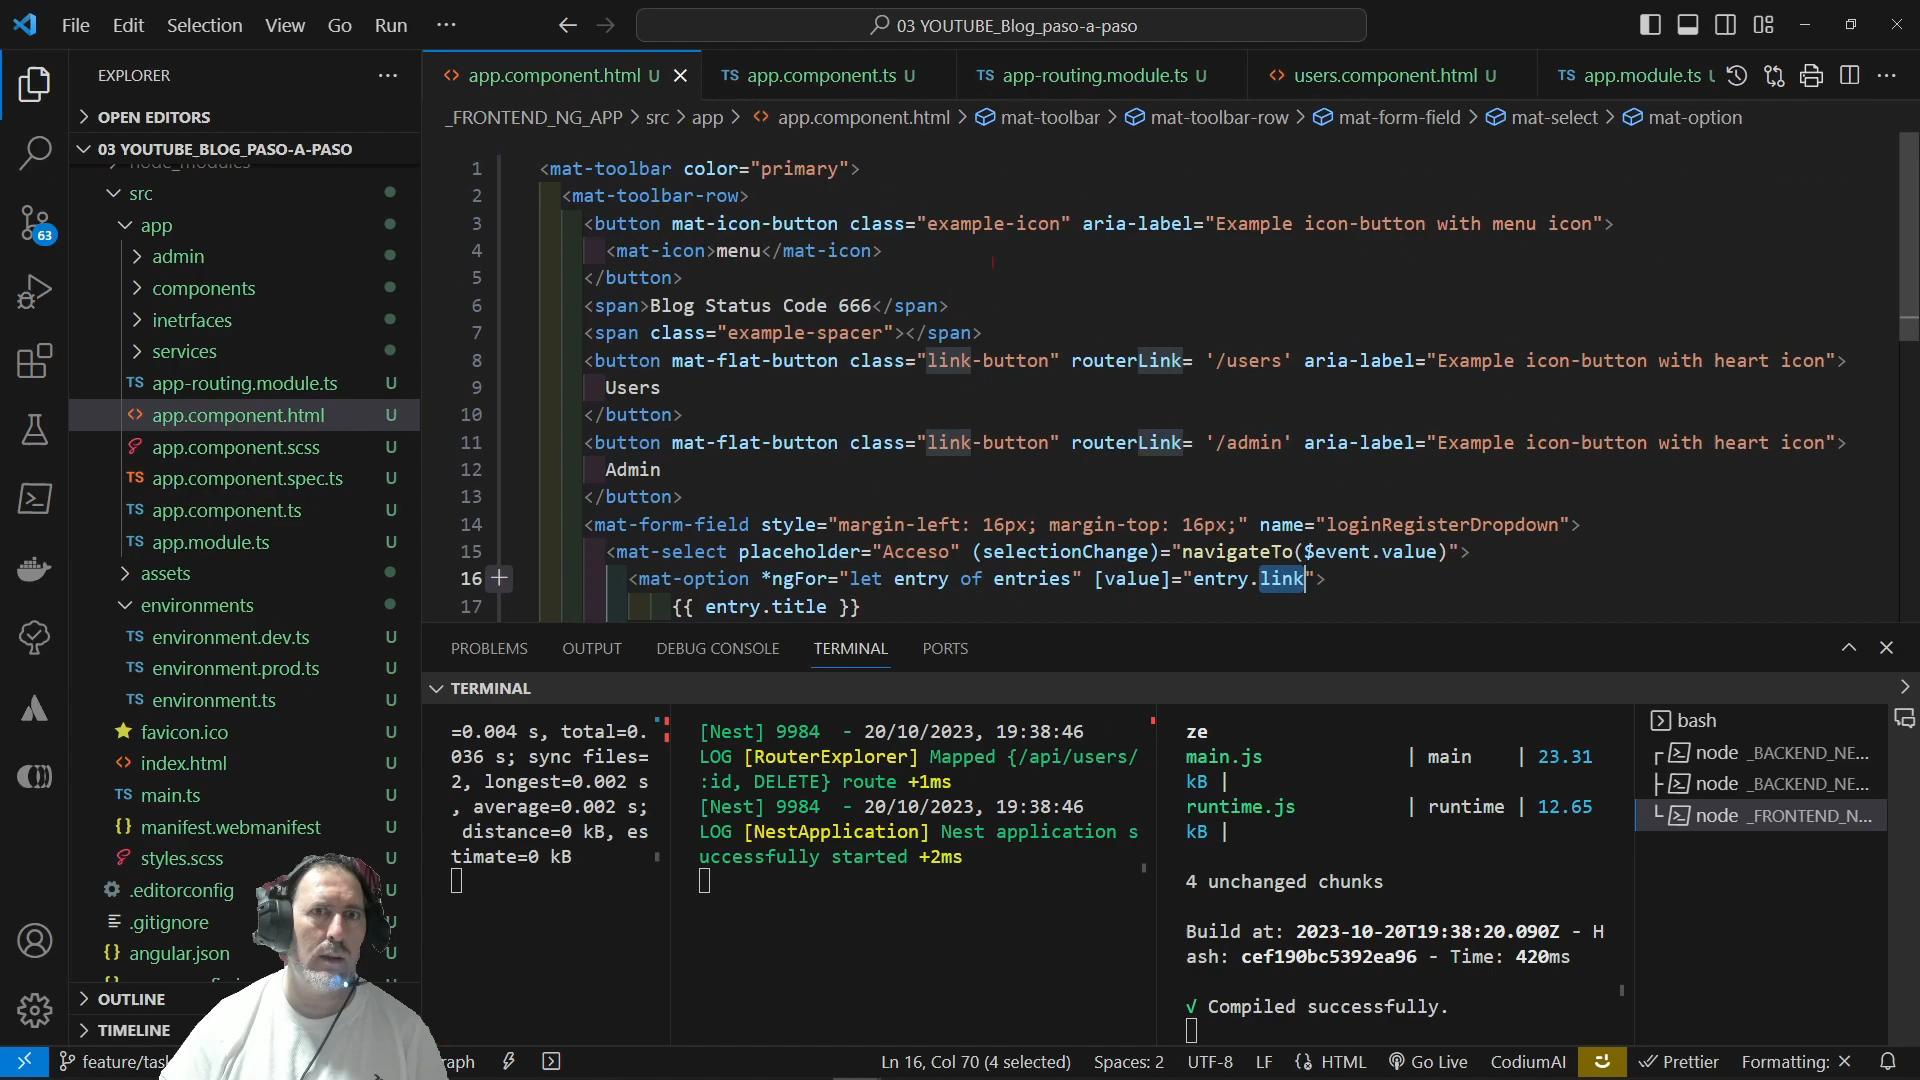 File Edit Selection View Go Run ···
03 YOUTUBE_Blog_paso-a-paso
EXPLORER ···
app.component.html U
TS app.component.ts U
TS app-routing.module.ts U
users.component.html U
TS app.module.ts U
OPEN EDITORS
_FRONTEND_NG_APP > src > app > app.component.html > mat-toolbar > mat-toolbar-row > mat-form-field > mat-select > mat-option
03 YOUTUBE_BLOG_PASO-A-PASO
node_modules
src
app
admin
components
inetrfaces
services
TS app-routing.module.ts U
app.component.html U
app.component.scss U
TS app.component.spec.ts U
TS app.component.ts U
TS app.module.ts U
assets
environments
TS environment.dev.ts U
TS environment.prod.ts U
TS environment.ts U
favicon.ico U
index.html U
TS main.ts U
{} manifest.webmanifest U
styles.scss U
.editorconfig U
.gitignore U
{} angular.json
OUTLINE
TIMELINE
63
1 <mat-toolbar color="primary">
2 <mat-toolbar-row>
3 <button mat-icon-button class="example-icon" aria-label="Example icon-button with menu icon">
4 <mat-icon>menu</mat-icon>
5 </button>
6 <span>Blog Status Code 666</span>
7 <span class="example-spacer"></span>
8 <button mat-flat-button class="link-button" routerLink= '/users' aria-label="Example icon-button with heart icon">
9 Users
10 </button>
11 <button mat-flat-button class="link-button" routerLink= '/admin' aria-label="Example icon-button with heart icon">
12 Admin
13 </button>
14 <mat-form-field style="margin-left: 16px; margin-top: 16px;" name="loginRegisterDropdown">
15 <mat-select placeholder="Acceso" (selectionChange)="navigateTo($event.value)">
16 <mat-option *ngFor="let entry of entries" [value]="entry.link">
17 {{ entry.title }}
PROBLEMS OUTPUT DEBUG CONSOLE TERMINAL PORTS
TERMINAL
=0.004 s, total=0.
036 s; sync files=
2, longest=0.002 s
, average=0.002 s;
distance=0 kB, es
timate=0 kB
[Nest] 9984 - 20/10/2023, 19:38:46
LOG [RouterExplorer] Mapped {/api/users/
:id, DELETE} route +1ms
[Nest] 9984 - 20/10/2023, 19:38:46
LOG [NestApplication] Nest application s
uccessfully started +2ms
ze
main.js | main | 23.31
kB |
runtime.js | runtime | 12.65
kB |
4 unchanged chunks
Build at: 2023-10-20T19:38:20.090Z - H
ash: cef190bc5392ea96 - Time: 420ms
√ Compiled successfully.
bash
node _BACKEND_NE...
node _BACKEND_NE...
node _FRONTEND_N...
feature/tas
raph
Ln 16, Col 70 (4 selected) Spaces: 2 UTF-8 LF HTML Go Live CodiumAI Prettier Formatting: ×